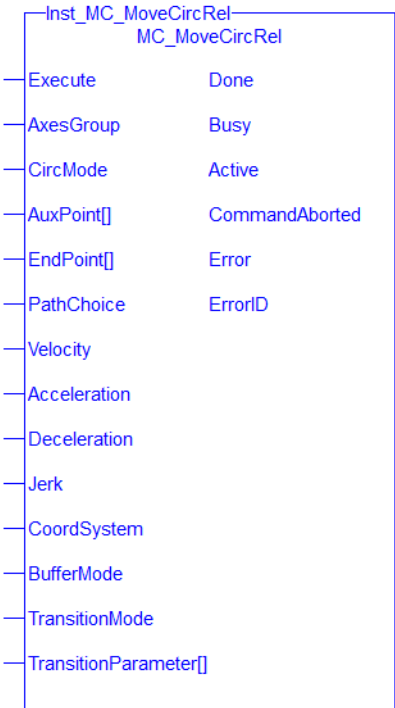 Inst_MC_MoveCircRel
MC_MoveCircRel
Execute Done
AxesGroup Busy
CircMode Active
AuxPoint[] CommandAborted
EndPoint[] Error
PathChoice ErrorID
Velocity
Acceleration
Deceleration
Jerk
CoordSystem
BufferMode
TransitionMode
TransitionParameter[]